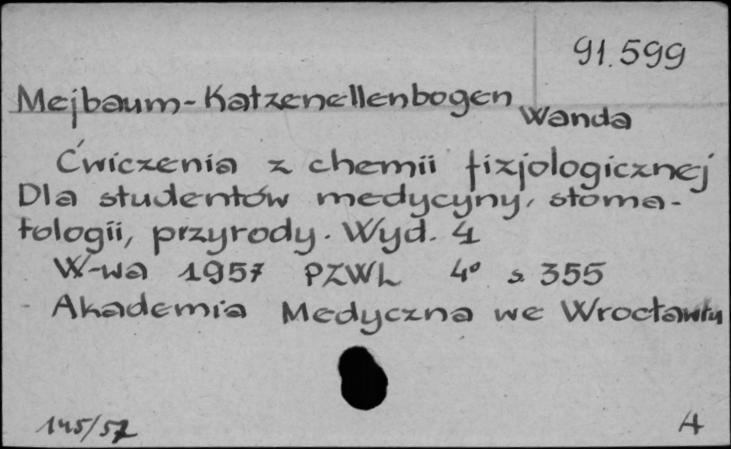 91.599
Mejbaum-Katzenellenbogen Wanda
Ćwiczenia z chemii fizjologicznej
Dla studentów medycyny, stoma-
tologii, przyrody. Wyd. 4
W-wa 1957 PZWL 4° s. 355
Akademia Medyczna we Wrocławiu
145/57 A